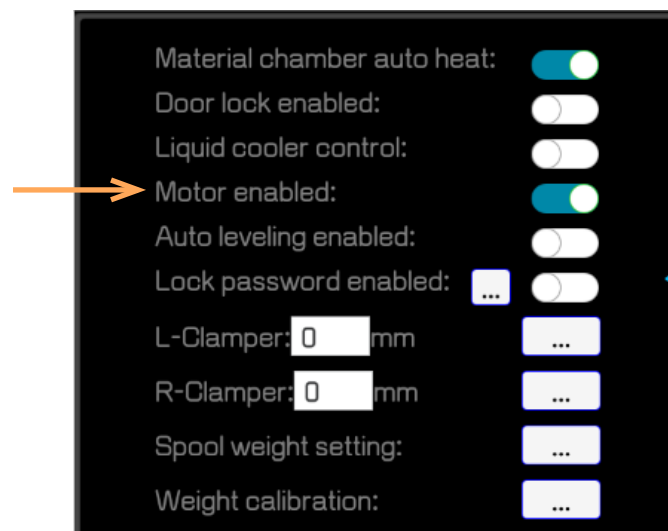 Material chamber auto heat:
Door lock enabled:
Liquid cooler control:
Motor enabled:
Auto leveling enabled:
Lock password enabled: ...
L-Clamper: 0 mm ...
R-Clamper: 0 mm ...
Spool weight setting: ...
Weight calibration: ...